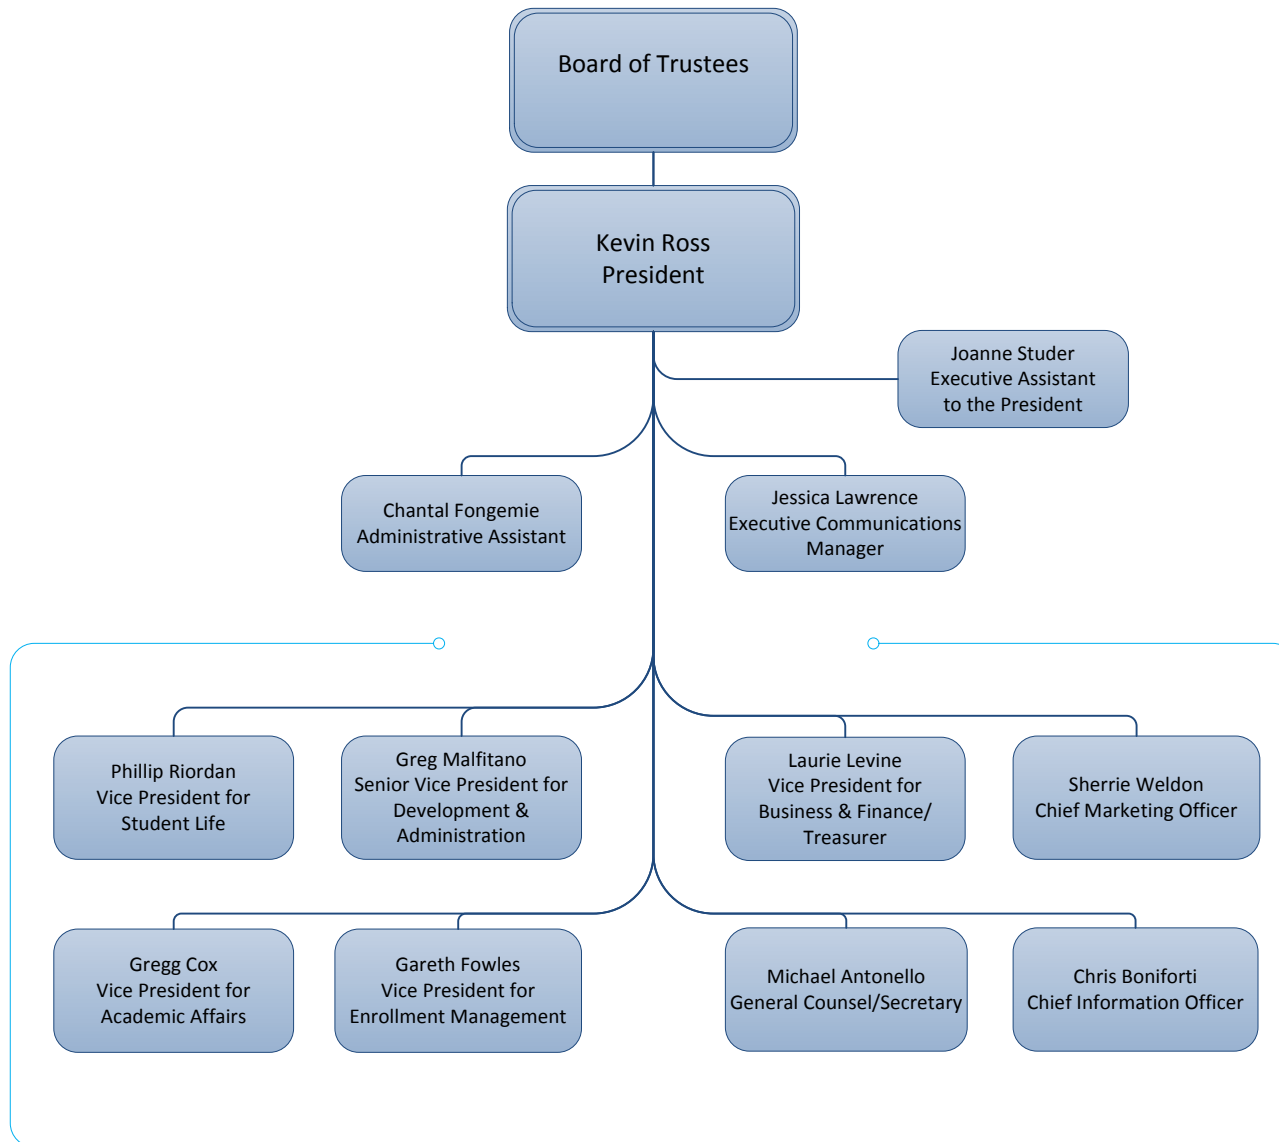 Board of Trustees
Kevin Ross
President
Joanne Studer
Executive Assistant
to the President
Chantal Fongemie
Administrative Assistant
Jessica Lawrence
Executive Communications
Manager
Phillip Riordan
Vice President for
Student Life
Greg Malfitano
Senior Vice President for
Development &
Administration
Laurie Levine
Vice President for
Business & Finance/
Treasurer
Sherrie Weldon
Chief Marketing Officer
Gregg Cox
Vice President for
Academic Affairs
Gareth Fowles
Vice President for
Enrollment Management
Michael Antonello
General Counsel/Secretary
Chris Boniforti
Chief Information Officer